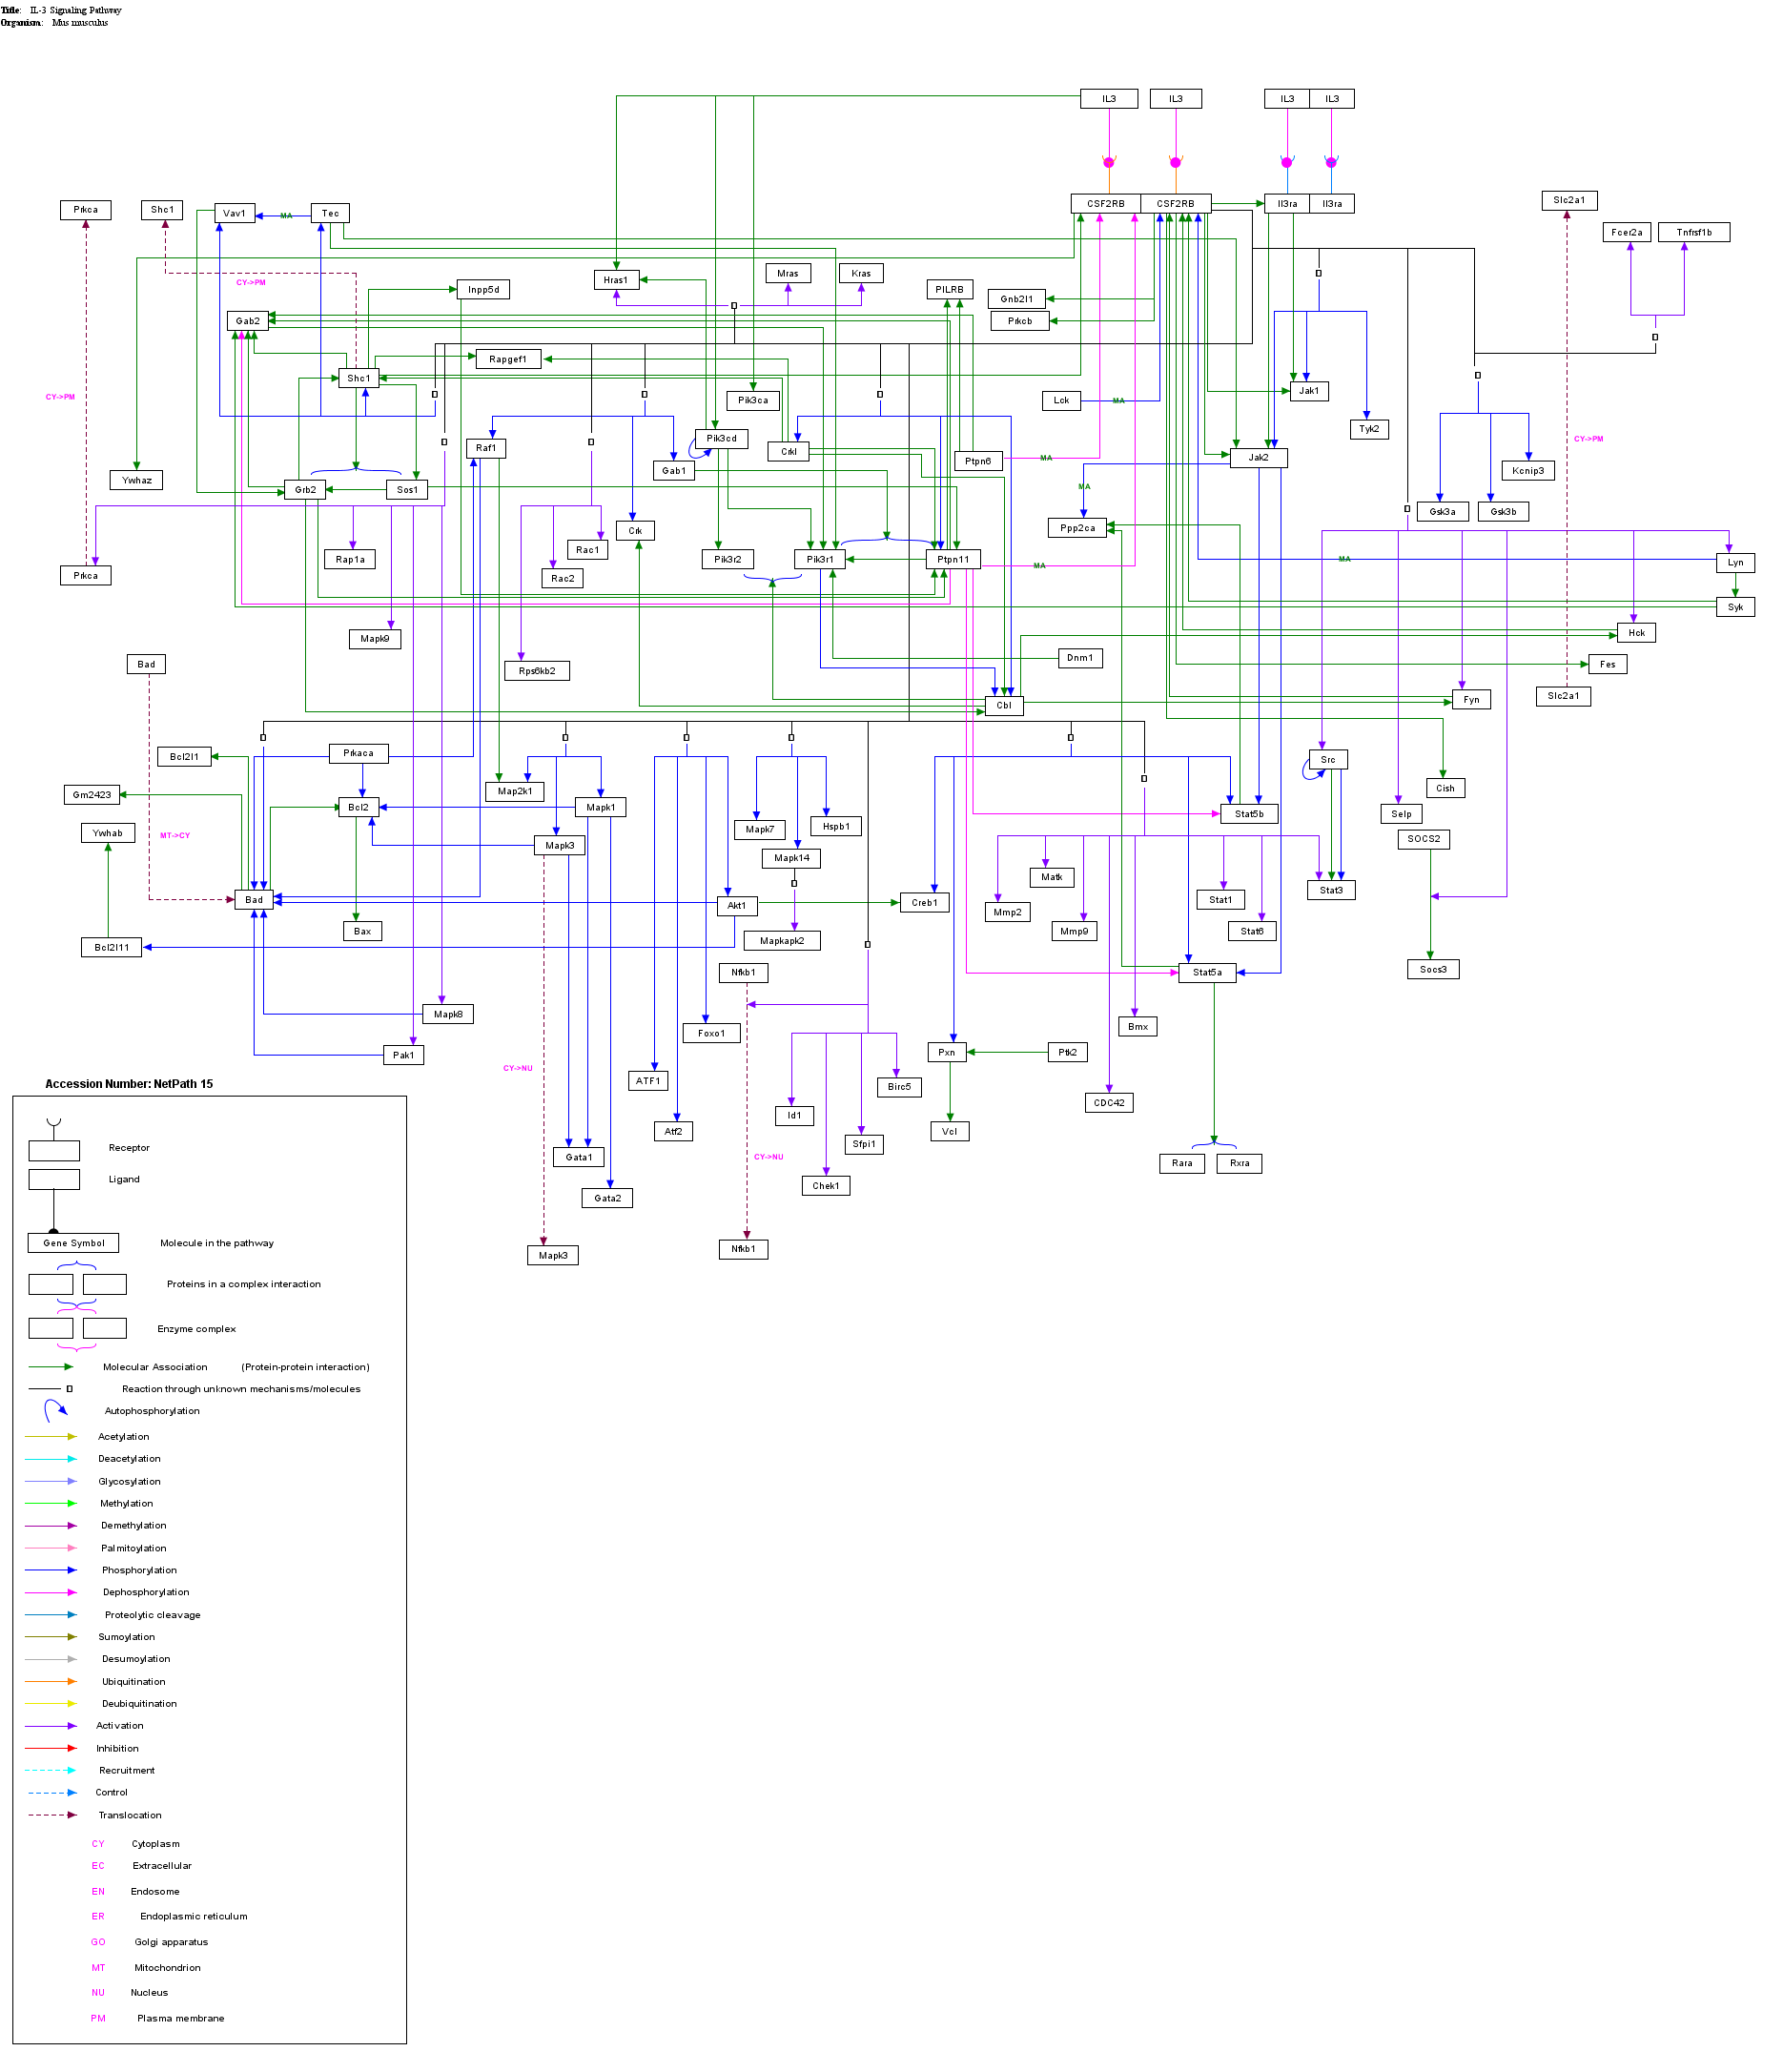 Title: IL-3 Signaling Pathway
Organism: Mus musculus
IL3 IL3 IL3 IL3
Prkca Shc1 Vav1 MA Tec CSF2RB CSF2RB Il3ra Il3ra Slc2a1
Fcer2a Tnfrsf1b
CY->PM Inpp5d Hras1 Mras Kras PILRB Gnb2l1
Gab2 Prkcb
Rapgef1
Shc1 Jak1
CY->PM Pik3ca Lck MA
Tyk2
Raf1 Pik3cd Crkl CY->PM
Ywhaz Gab1 Ptpn6 MA Jak2 Kcnip3
Grb2 Sos1 MA
Gsk3a Gsk3b
Crk Ppp2ca
Rac1
Prkca Rap1a Rac2 Pik3r2 Pik3r1 Ptpn11 MA MA Lyn
Syk
Mapk9 Hck
Bad Rps6kb2 Dnm1 Fes
Cbl Fyn Slc2a1
Bcl2l1 Prkaca Src
Gm2423 Map2k1 Cish
Bcl2 Mapk1 Stat5b Selp
Ywhab MT->CY Mapk7 Hspb1 SOCS2
Mapk3 Mapk14
Matk
Bad Akt1 Creb1 Mmp2 Stat1 Stat3
Bax Mapkapk2 Mmp9 Stat6
Bcl2l11
Nfkb1 Stat5a Socs3
Mapk8 Foxo1 Bmx
Pak1 Pxn Ptk2
CY->NU ATF1 Birc5
Accession Number: NetPath 15
CDC42
Id1
Atf2 Sfpi1 Vcl
Gata1 CY->NU Rara Rxra
Gata2 Chek1
Mapk3 Nfkb1
Receptor
Ligand
Gene Symbol Molecule in the pathway
Proteins in a complex interaction
Enzyme complex
Molecular Association (Protein-protein interaction)
Reaction through unknown mechanisms/molecules
Autophosphorylation
Acetylation
Deacetylation
Glycosylation
Methylation
Demethylation
Palmitoylation
Phosphorylation
Dephosphorylation
Proteolytic cleavage
Sumoylation
Desumoylation
Ubiquitination
Deubiquitination
Activation
Inhibition
Recruitment
Control
Translocation
CY Cytoplasm
EC Extracellular
EN Endosome
ER Endoplasmic reticulum
GO Golgi apparatus
MT Mitochondrion
NU Nucleus
PM Plasma membrane